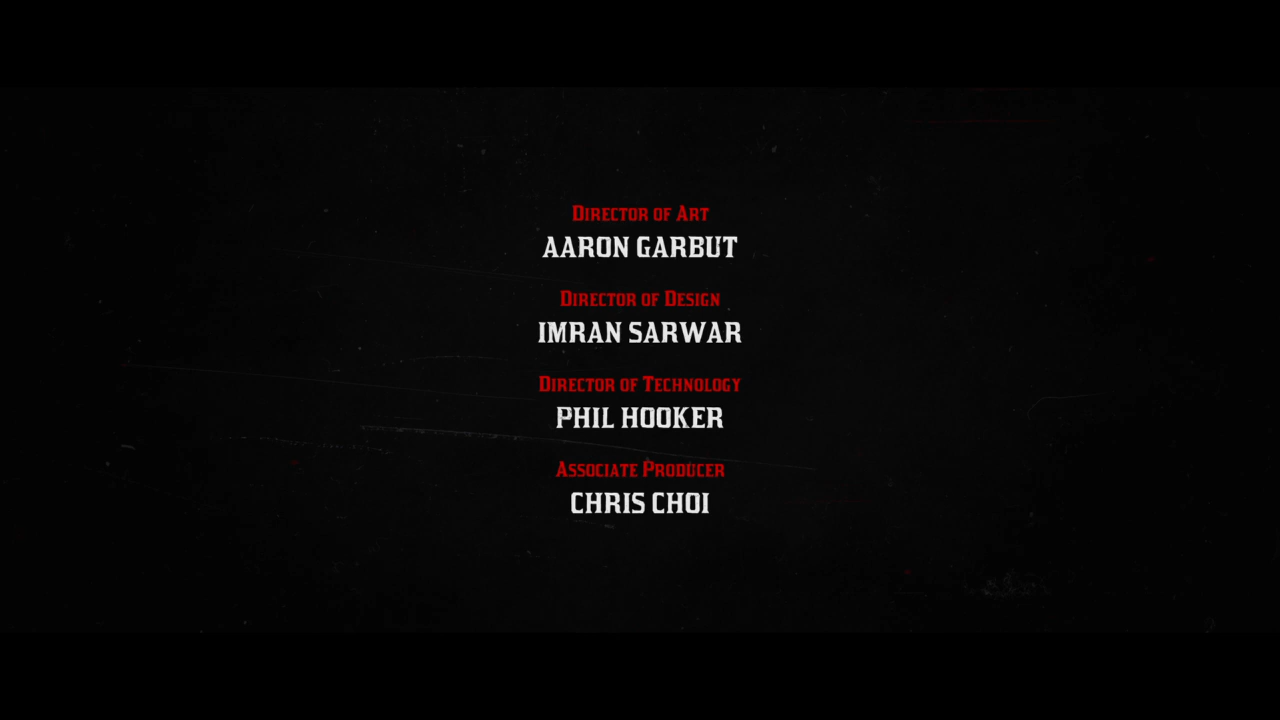 Director of Art
AARON GARBUT
Director of Design
IMRAN SARWAR
Director of Technology
PHIL HOOKER
Associate Producer
CHRIS CHOI